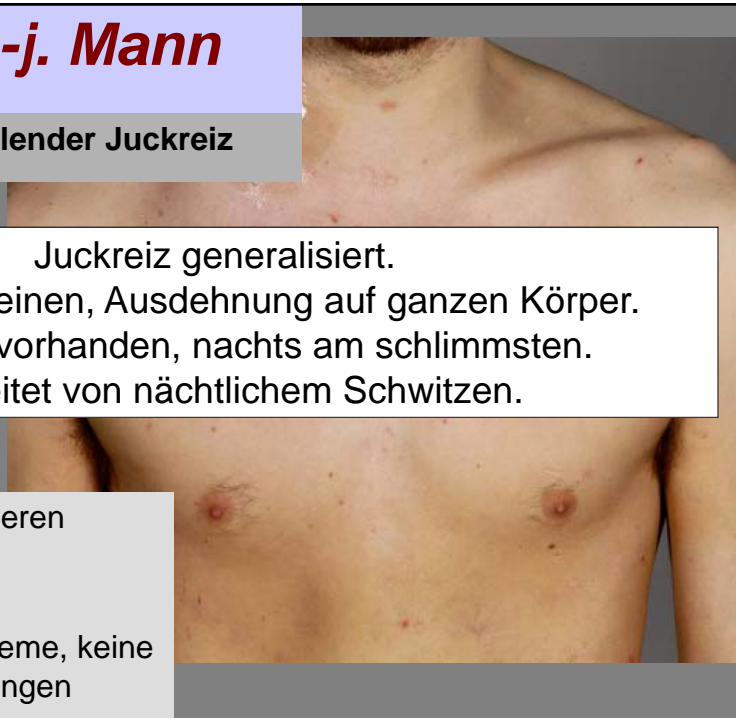 -j. Mann
lender Juckreiz
Juckreiz generalisiert.
einen, Ausdehnung auf ganzen Körper.
vorhanden, nachts am schlimmsten.
eitet von nächtlichem Schwitzen.
eren
eme, keine
ngen